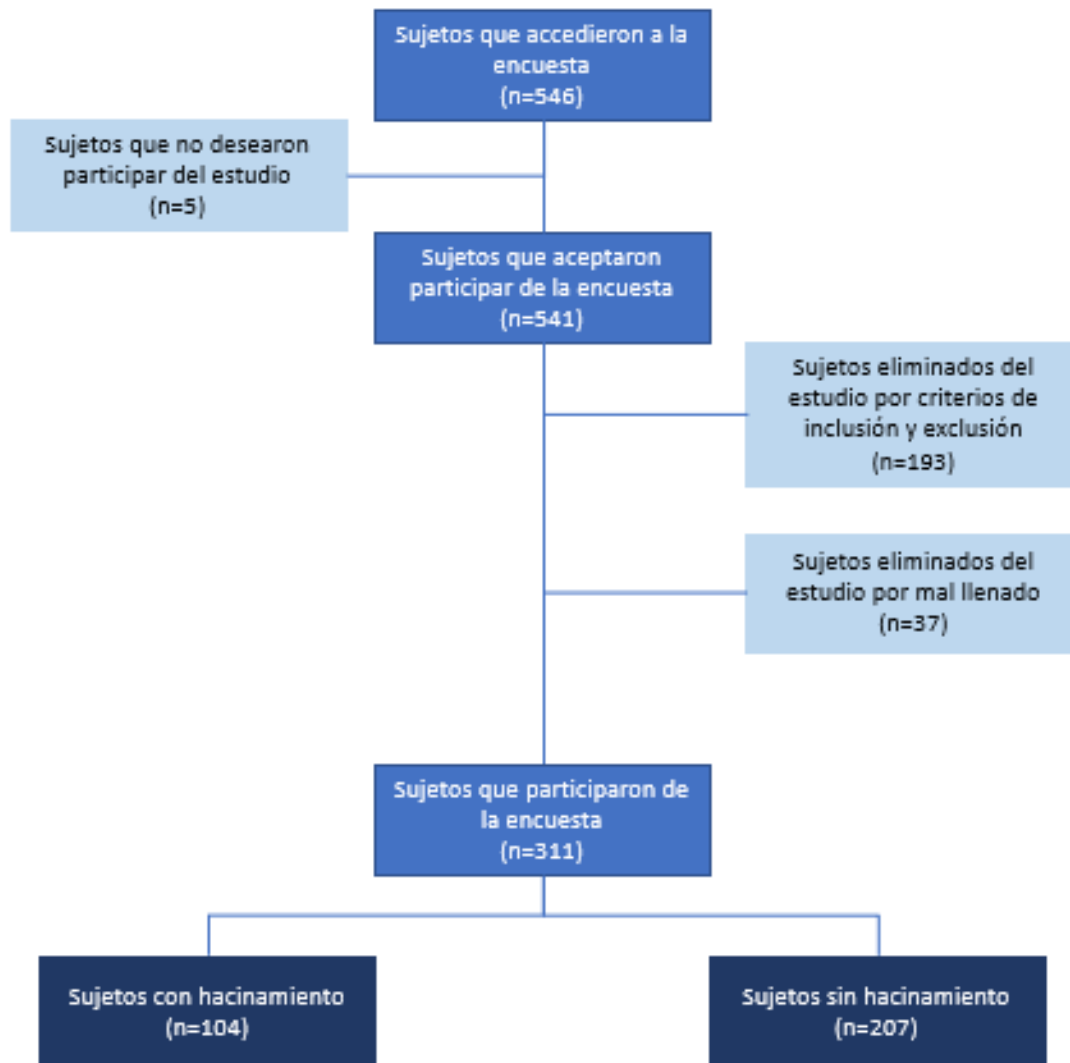 Sujetos que accedieron a la
encuesta
(n=546)
Sujetos que no desearon
participar del estudio
(n=5)
Sujetos que aceptaron
participar de la encuesta
(n=541)
Sujetos eliminados del
estudio por criterios de
inclusión y exclusión
(n=193)
Sujetos eliminados del
estudio por mal llenado
(n=37)
Sujetos que participaron de
la encuesta
(n=311)
Sujetos con hacinamiento
(n=104)
Sujetos sin hacinamiento
(n=207)